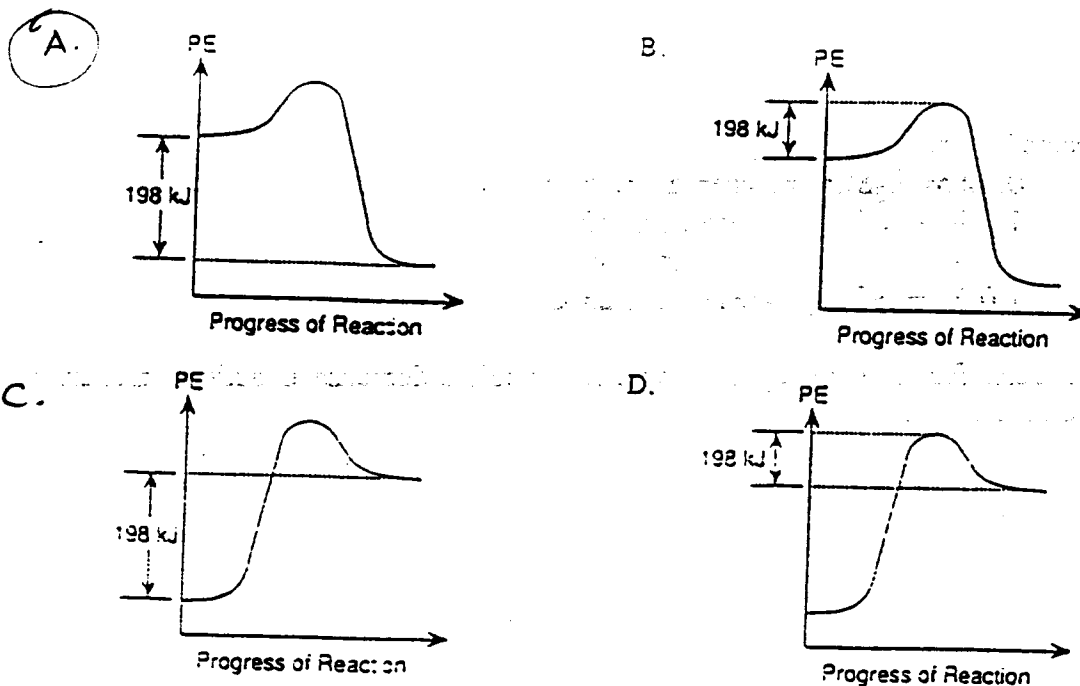 A.
PE
198 kJ
Progress of Reaction
B.
PE
198 kJ
Progress of Reaction
C.
PE
198 kJ
Progress of Reaction
D.
PE
198 kJ
Progress of Reaction